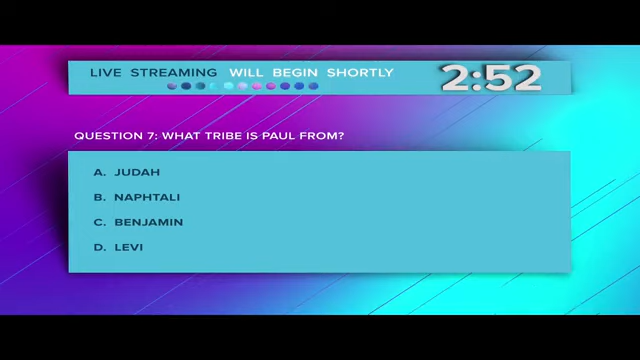 LIVE STREAMING WILL BEGIN SHORTLY 2:52
QUESTION 7: WHAT TRIBE IS PAUL FROM?
A. JUDAH
B. NAPHTALI
C. BENJAMIN
D. LEVI